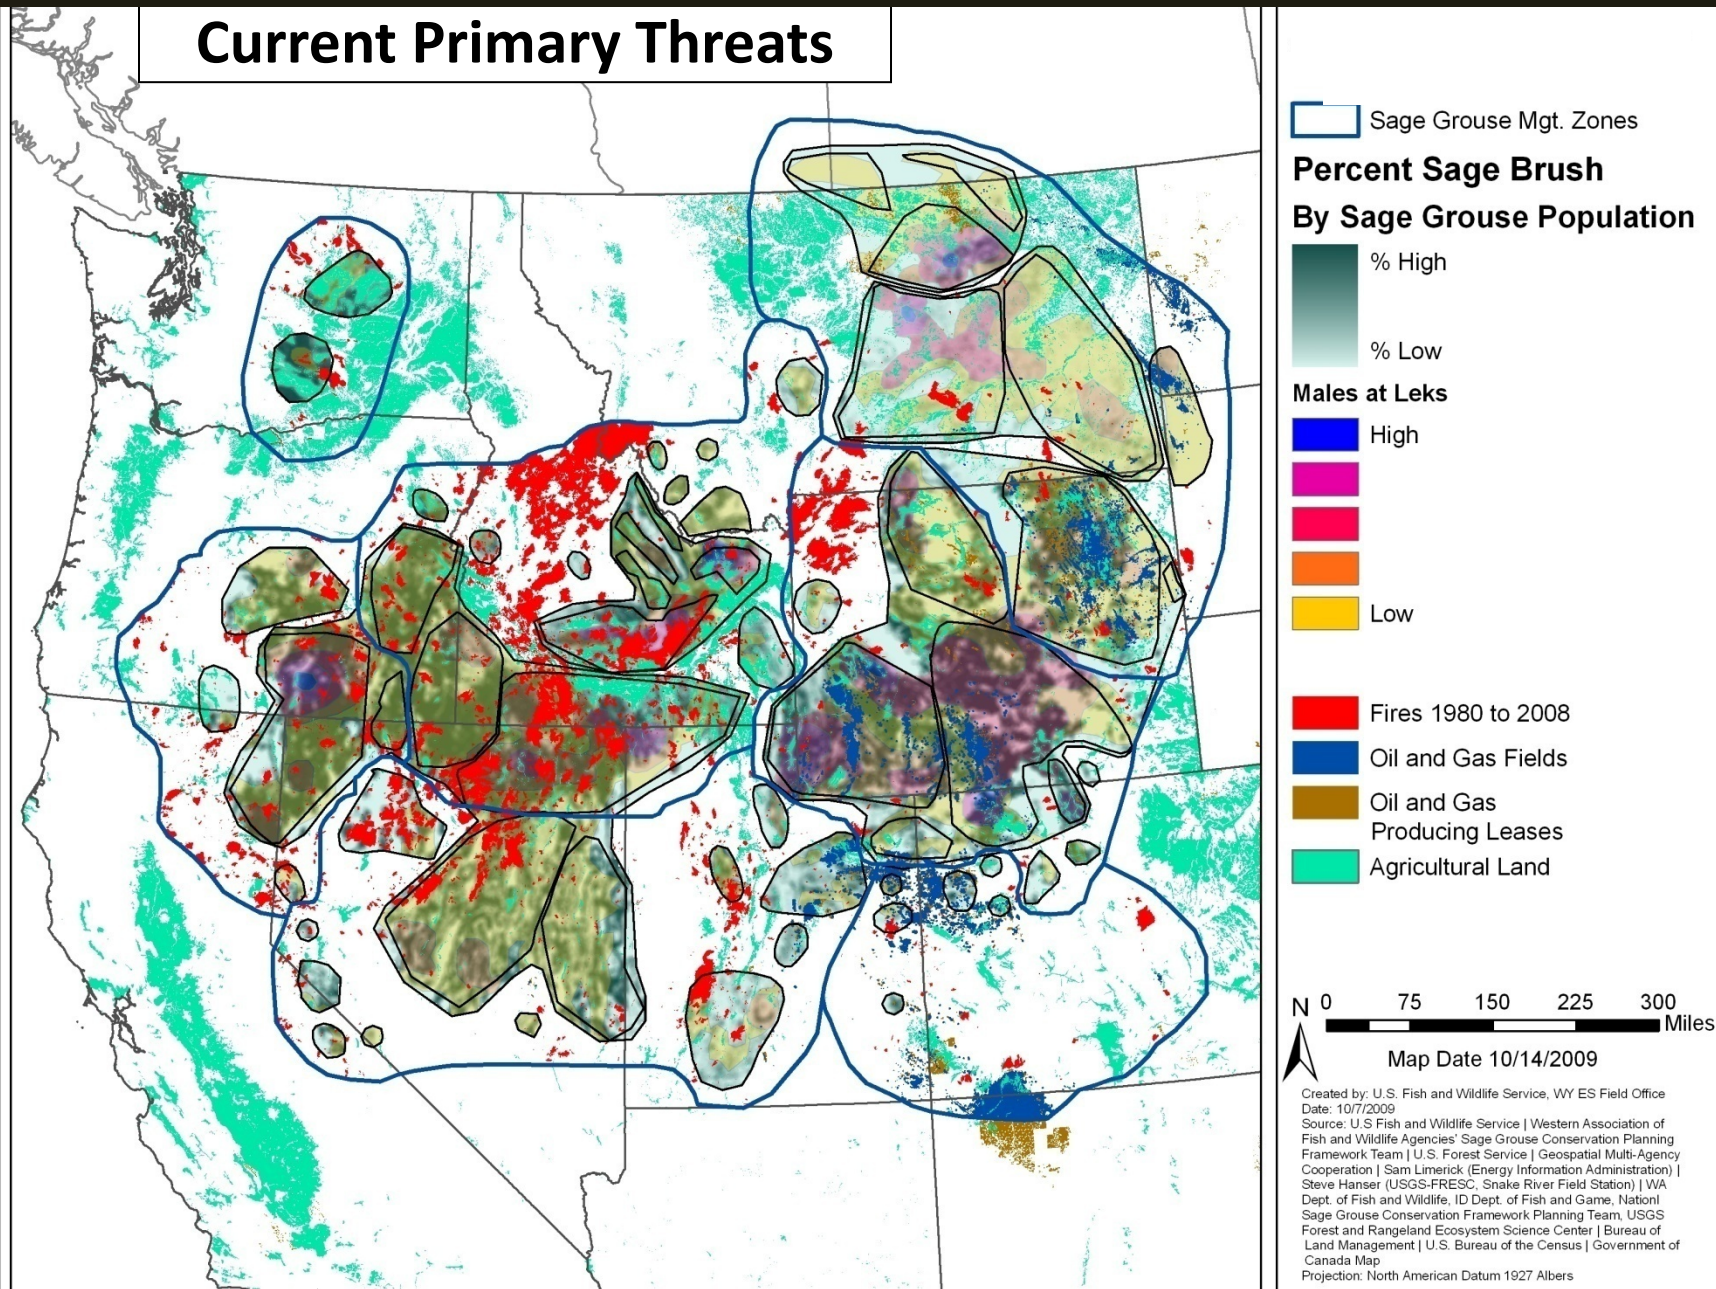 Current Primary Threats
Sage Grouse Mgt. Zones
Percent Sage Brush
By Sage Grouse Population
% High
% Low
Males at Leks
High
Low
Fires 1980 to 2008
Oil and Gas Fields
Oil and Gas
Producing Leases
Agricultural Land
N 0 75 150 225 300
Miles
Map Date 10/14/2009
Created by: U.S. Fish and Wildlife Service, WY ES Field Office
Date: 10/7/2009
Source: U.S Fish and Wildlife Service | Western Association of
Fish and Wildlife Agencies' Sage Grouse Conservation Planning
Framework Team | U.S. Forest Service | Geospatial Multi-Agency
Cooperation | Sam Limerick (Energy Information Administration) |
Steve Hanser (USGS-FRESC, Snake River Field Station) | WA
Dept. of Fish and Wildlife, ID Dept. of Fish and Game, Nationl
Sage Grouse Conservation Framework Planning Team, USGS
Forest and Rangeland Ecosystem Science Center | Bureau of
Land Management | U.S. Bureau of the Census | Government of
Canada Map
Projection: North American Datum 1927 Albers